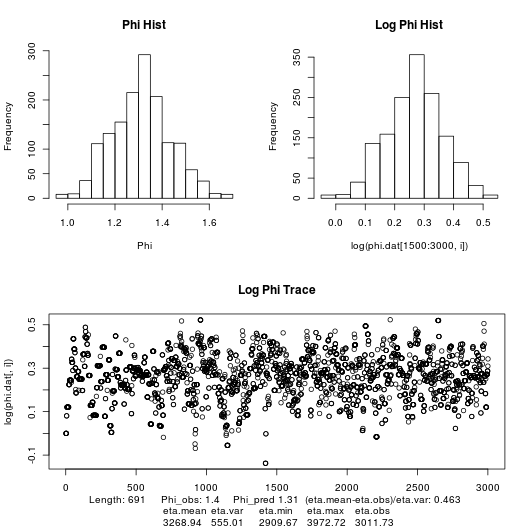 Phi Hist
Log Phi Hist
Frequency
0
50
100
200
300
1.0
1.2
1.4
1.6
Phi
Frequency
0
50
150
250
350
0.0
0.1
0.2
0.3
0.4
0.5
log(phi.dat[1500:3000, i])
Log Phi Trace
log(phi.dat[, i])
-0.1
0.1
0.3
0.5
0
500
1000
1500
2000
2500
3000
Length: 691 Phi_obs: 1.4 Phi_pred 1.31 (eta.mean-eta.obs)/eta.var: 0.463
eta.mean eta.var eta.min eta.max eta.obs
3268.94 555.01 2909.67 3972.72 3011.73